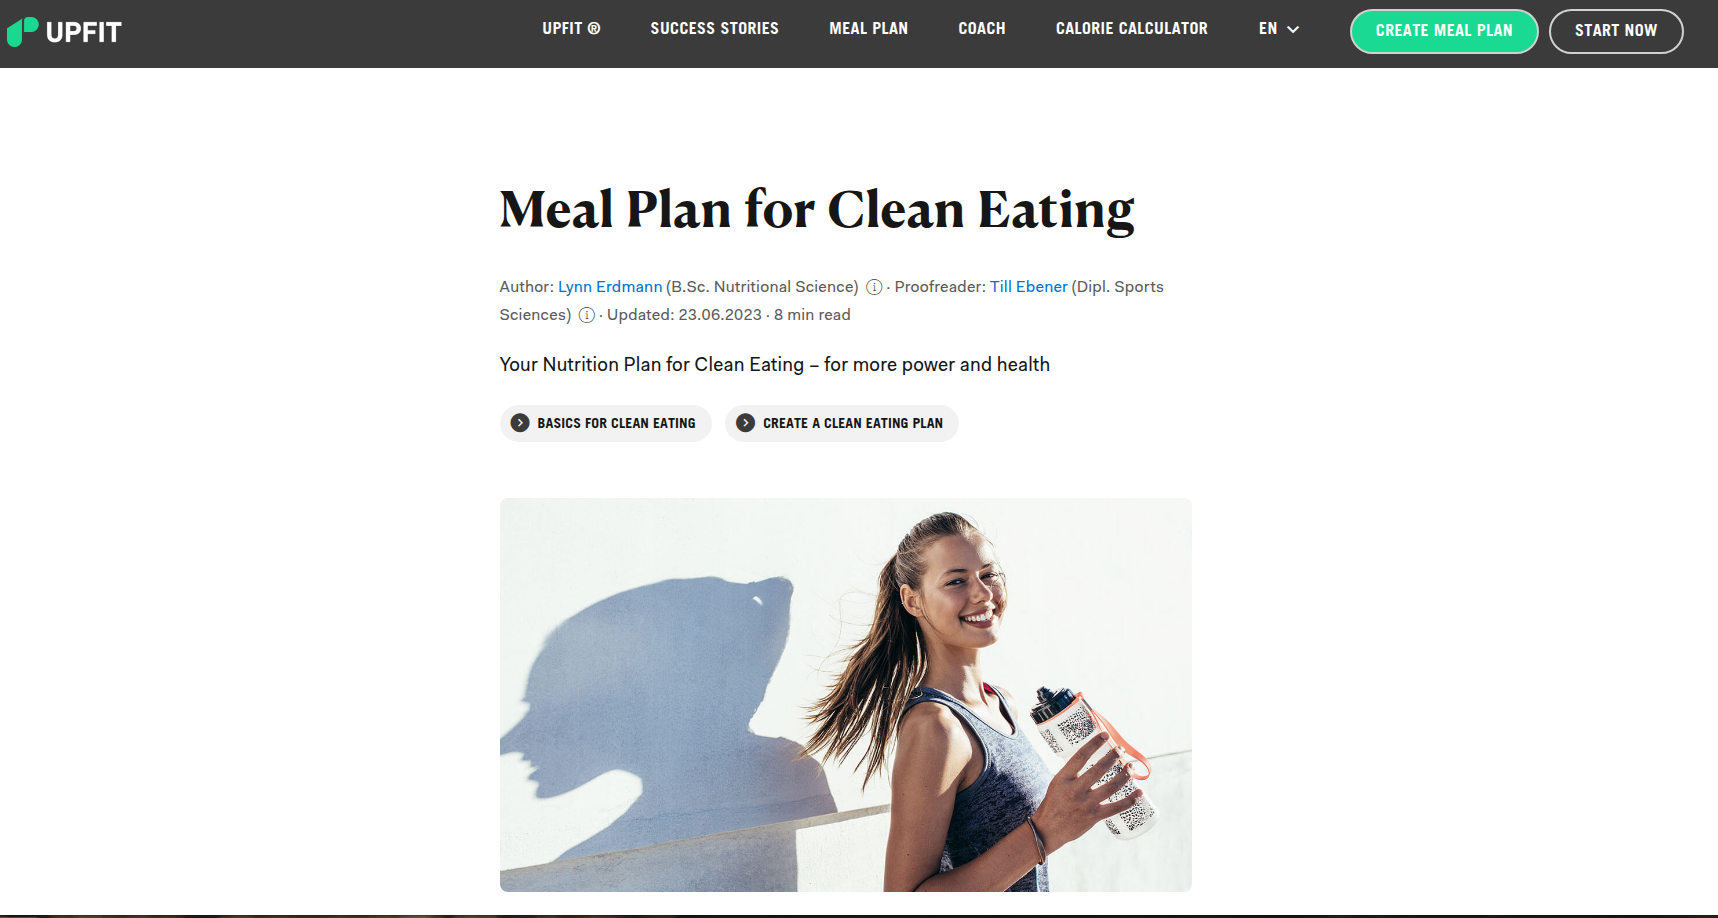 UPFIT
UPFIT ®
SUCCESS STORIES
MEAL PLAN
COACH
CALORIE CALCULATOR
EN
CREATE MEAL PLAN
START NOW
Meal Plan for Clean Eating
Author: Lynn Erdmann (B.Sc. Nutritional Science) ⓘ · Proofreader: Till Ebener (Dipl. Sports
Sciences) ⓘ · Updated: 23.06.2023 · 8 min read
Your Nutrition Plan for Clean Eating – for more power and health
BASICS FOR CLEAN EATING
CREATE A CLEAN EATING PLAN